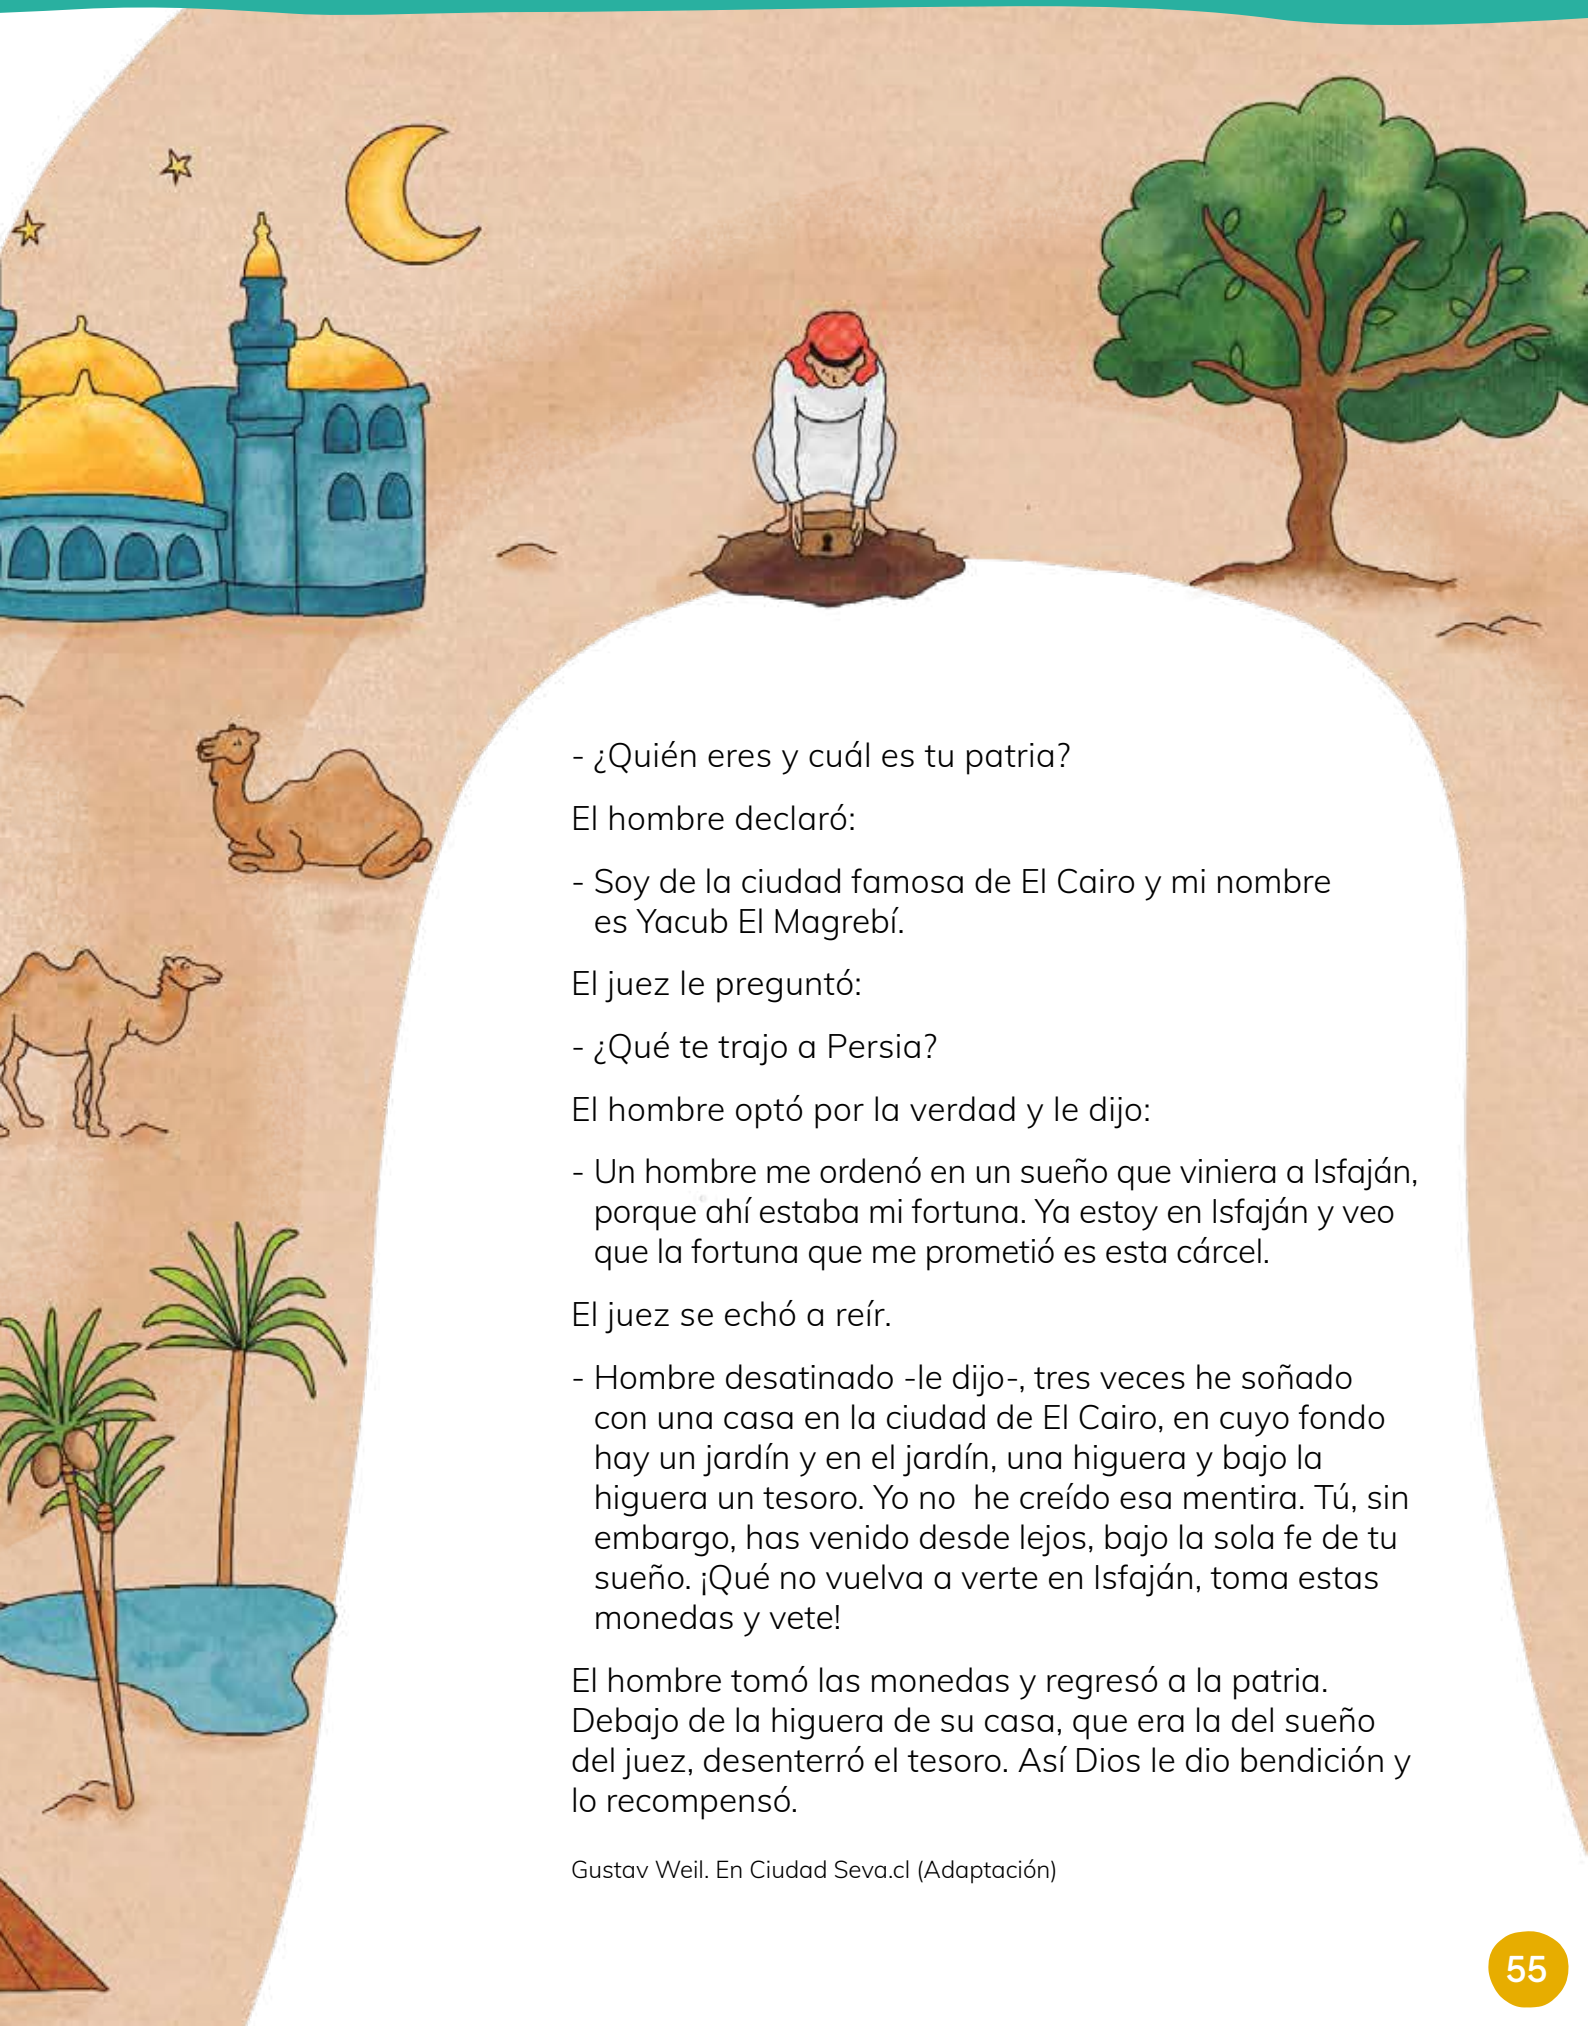 - ¿Quién eres y cuál es tu patria?
El hombre declaró:
- Soy de la ciudad famosa de El Cairo y mi nombre
es Yacub El Magrebí.
El juez le preguntó:
- ¿Qué te trajo a Persia?
El hombre optó por la verdad y le dijo:
- Un hombre me ordenó en un sueño que viniera a Isfaján,
porque ahí estaba mi fortuna. Ya estoy en Isfaján y veo
que la fortuna que me prometió es esta cárcel.
El juez se echó a reír.
- Hombre desatinado -le dijo-, tres veces he soñado
con una casa en la ciudad de El Cairo, en cuyo fondo
hay un jardín y en el jardín, una higuera y bajo la
higuera un tesoro. Yo no  he creído esa mentira. Tú, sin
embargo, has venido desde lejos, bajo la sola fe de tu
sueño. ¡Qué no vuelva a verte en Isfaján, toma estas
monedas y vete!
El hombre tomó las monedas y regresó a la patria.
Debajo de la higuera de su casa, que era la del sueño
del juez, desenterró el tesoro. Así Dios le dio bendición y
lo recompensó.
Gustav Weil. En Ciudad Seva.cl (Adaptación)
55